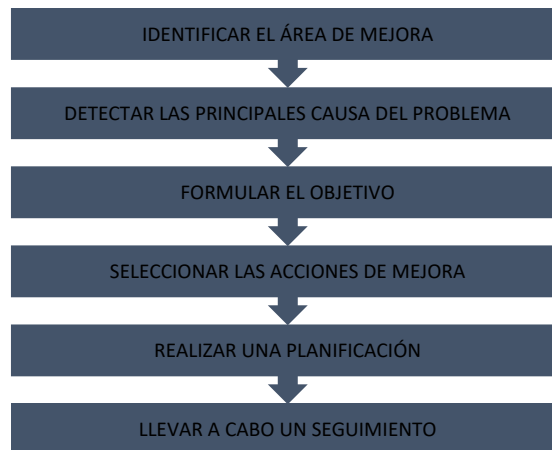 IDENTIFICAR EL ÁREA DE MEJORA
DETECTAR LAS PRINCIPALES CAUSA DEL PROBLEMA
FORMULAR EL OBJETIVO
SELECCIONAR LAS ACCIONES DE MEJORA
REALIZAR UNA PLANIFICACIÓN
LLEVAR A CABO UN SEGUIMIENTO